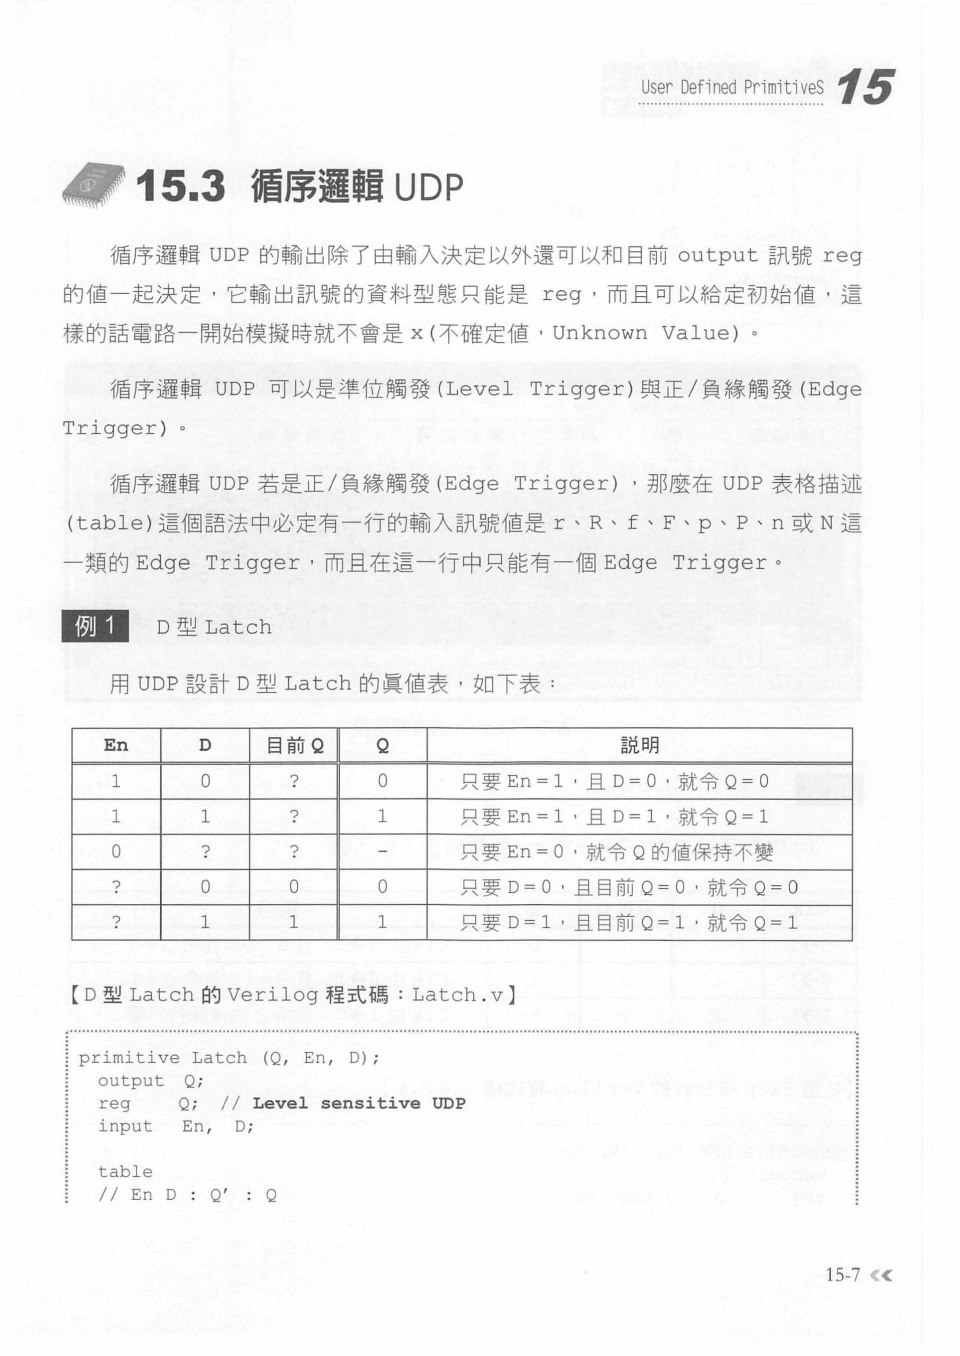 User Defined PrimitiveS 15
15.3 循序邏輯 UDP
循序邏輯 UDP 的輸出除了由輸入決定以外還可以和目前 output 訊號 reg
的值一起決定，它輸出訊號的資料型態只能是 reg，而且可以給定初始值，這
樣的話電路一開始模擬時就不會是 x(不確定值，Unknown Value)。
循序邏輯 UDP 可以是準位觸發(Level Trigger)與正/負緣觸發(Edge
Trigger)。
循序邏輯 UDP 若是正/負緣觸發(Edge Trigger)，那麼在 UDP 表格描述
(table)這個語法中必定有一行的輸入訊號值是 r、R、f、F、p、P、n 或 N 這
一類的 Edge Trigger，而且在這一行中只能有一個 Edge Trigger。
例 1 D 型 Latch
用 UDP 設計 D 型 Latch 的真值表，如下表：
En D 目前 Q Q 說明
1 0 ? 0 只要 En=1，且 D=0，就令 Q=0
1 1 ? 1 只要 En=1，且 D=1，就令 Q=1
0 ? ? - 只要 En=0，就令 Q 的值保持不變
? 0 0 0 只要 D=0，且目前 Q=0，就令 Q=0
? 1 1 1 只要 D=1，且目前 Q=1，就令 Q=1
【D 型 Latch 的 Verilog 程式碼：Latch.v】
primitive Latch (Q, En, D);
output Q;
reg Q; // Level sensitive UDP
input En, D;
table
// En D : Q' : Q
15-7 <<